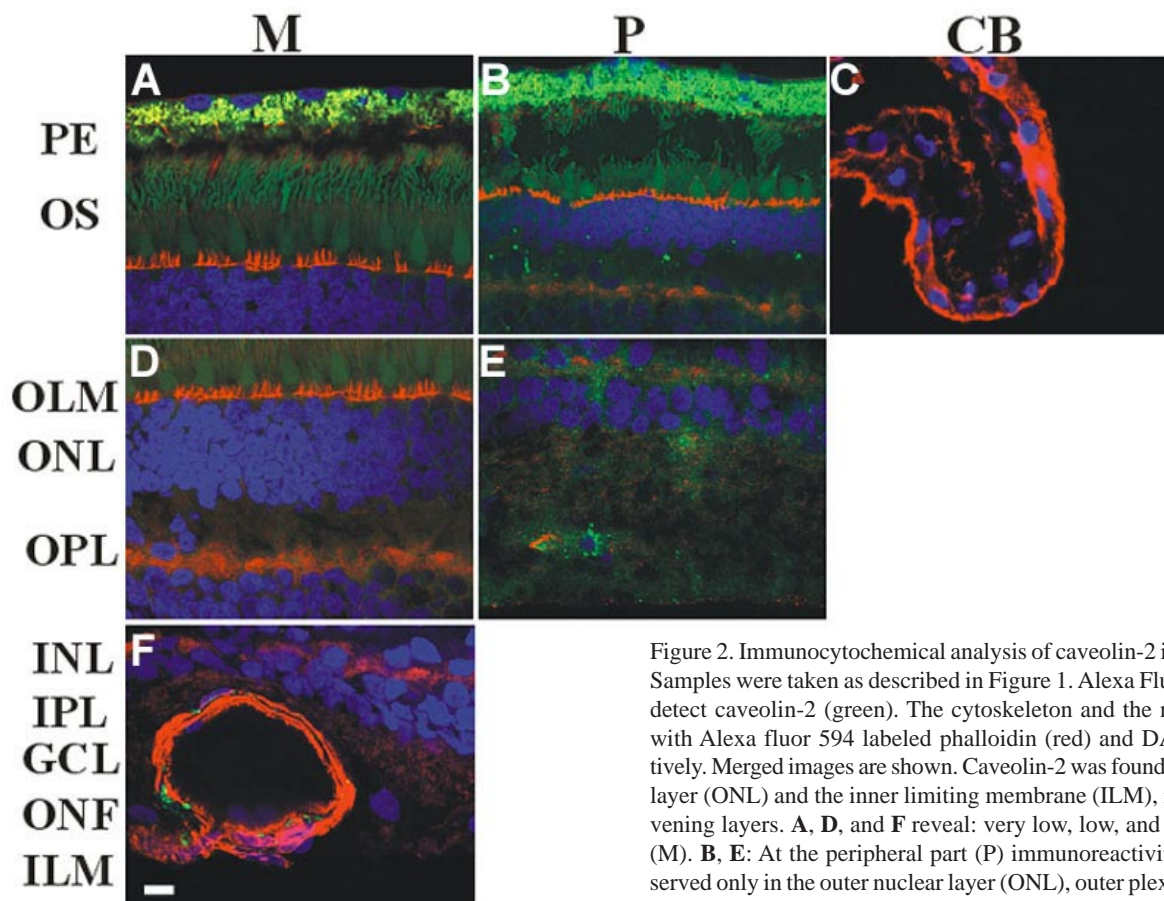 M P CB
A B C
PE
OS
D E
OLM
ONL
OPL
F
INL
IPL
GCL
ONF
ILM
Figure 2. Immunocytochemical analysis of caveolin-2 i
Samples were taken as described in Figure 1. Alexa Flu
detect caveolin-2 (green). The cytoskeleton and the
with Alexa fluor 594 labeled phalloidin (red) and DA
tively. Merged images are shown. Caveolin-2 was found
layer (ONL) and the inner limiting membrane (ILM),
vening layers. A, D, and F reveal: very low, low, and
(M). B, E: At the peripheral part (P) immunoreactivi
served only in the outer nuclear layer (ONL), outer plex